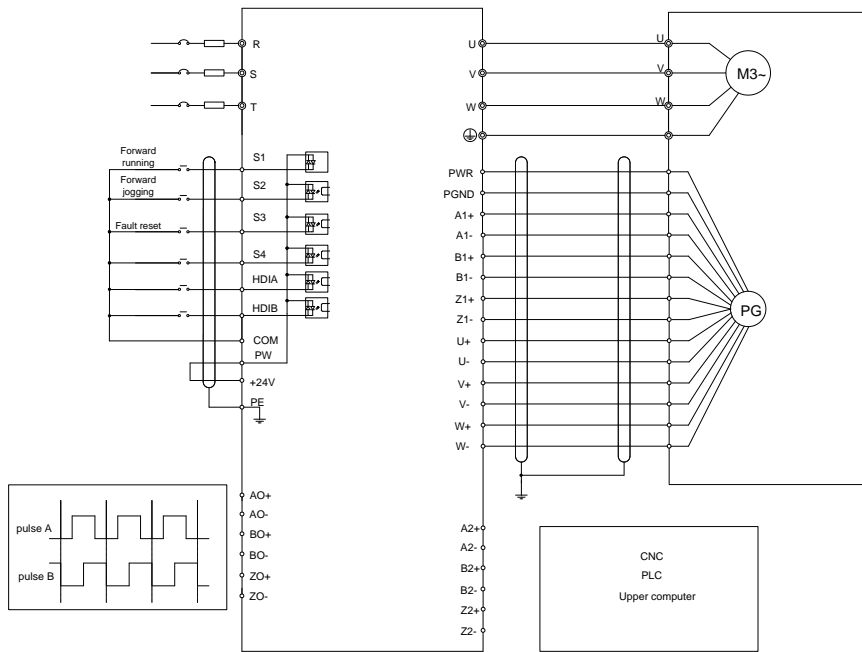 R
S
T
U
V
W
U
V
W
M3~
Forward
running
Forward
jogging
Fault reset
S1
S2
S3
S4
HDIA
HDIB
COM
PW
+24V
PE
PWR
PGND
A1+
A1-
B1+
B1-
Z1+
Z1-
U+
U-
V+
V-
W+
W-
PG
pulse A
pulse B
AO+
AO-
BO+
BO-
ZO+
ZO-
A2+
A2-
B2+
B2-
Z2+
Z2-
CNC
PLC
Upper computer